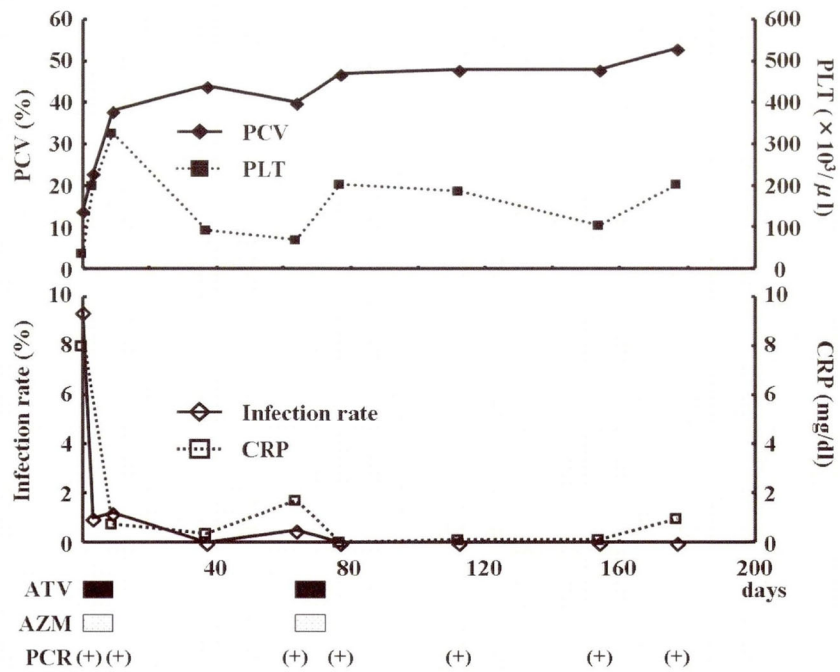 60
50
40
30
20
10
0
PCV (%)
PCV
PLT
600
500
400
300
200
100
0
PLT (×10³/μl)
10
8
6
4
2
0
Infection rate (%)
Infection rate
CRP
10
8
6
4
2
0
CRP (mg/dl)
40 80 120 160 200
days
ATV
AZM
PCR (+) (+) (+) (+) (+) (+) (+)